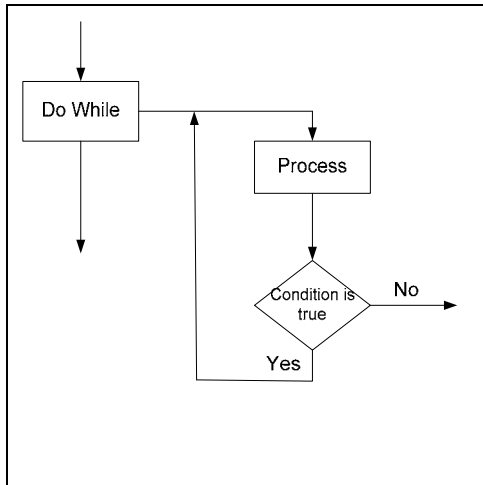 Do While
Process
Condition is
true
No
Yes